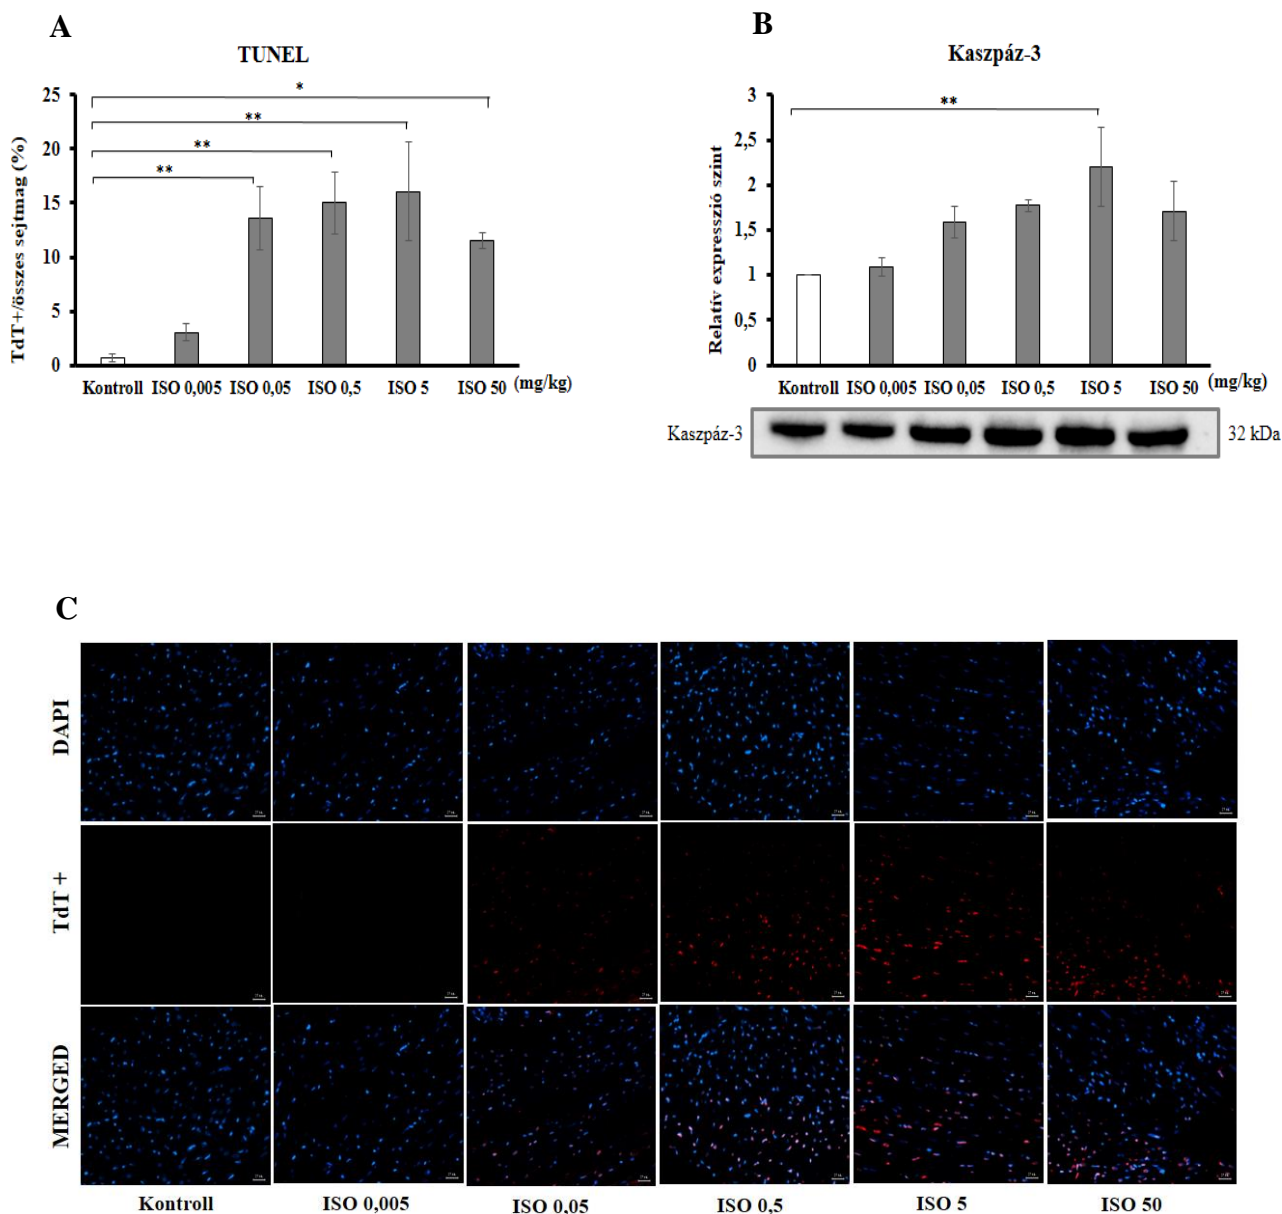 A
TUNEL
TdT+/összes sejtmag (%)
25
20
15
10
5
0
*
**
**
**
Kontroll ISO 0,005 ISO 0,05 ISO 0,5 ISO 5 ISO 50 (mg/kg)
B
Kaszpáz-3
Relatív expresszió szint
3
2,5
2
1,5
1
0,5
0
**
Kontroll ISO 0,005 ISO 0,05 ISO 0,5 ISO 5 ISO 50 (mg/kg)
Kaszpáz-3 32 kDa
C
DAPI
TdT +
MERGED
Kontroll ISO 0,005 ISO 0,05 ISO 0,5 ISO 5 ISO 50